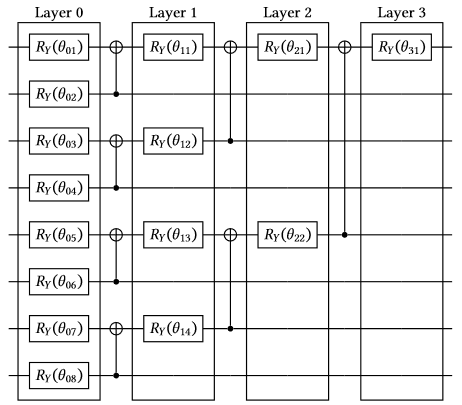 Layer 0 Layer 1 Layer 2 Layer 3
R_Y(θ_01) R_Y(θ_11) R_Y(θ_21) R_Y(θ_31)
R_Y(θ_02)
R_Y(θ_03) R_Y(θ_12)
R_Y(θ_04)
R_Y(θ_05) R_Y(θ_13) R_Y(θ_22)
R_Y(θ_06)
R_Y(θ_07) R_Y(θ_14)
R_Y(θ_08)